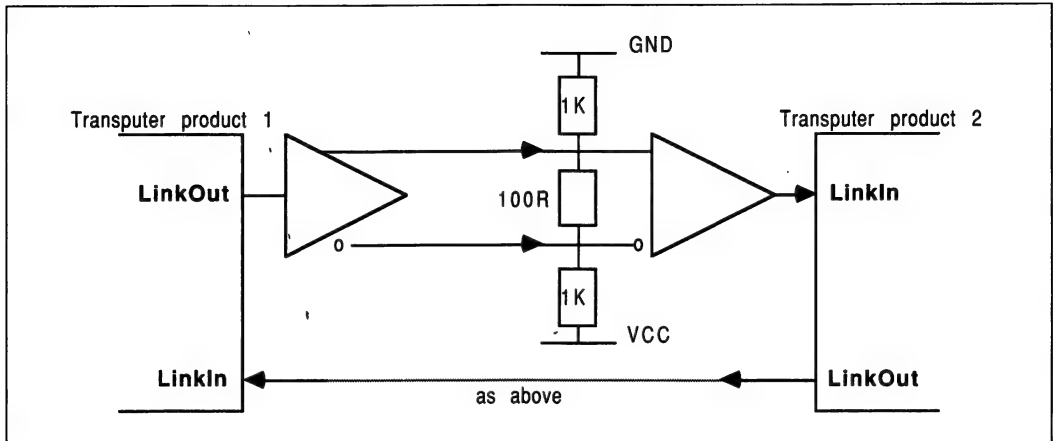 GND
1K
Transputer product 1
Transputer product 2
LinkOut
100R
LinkIn
1K
VCC
LinkIn
LinkOut
as above